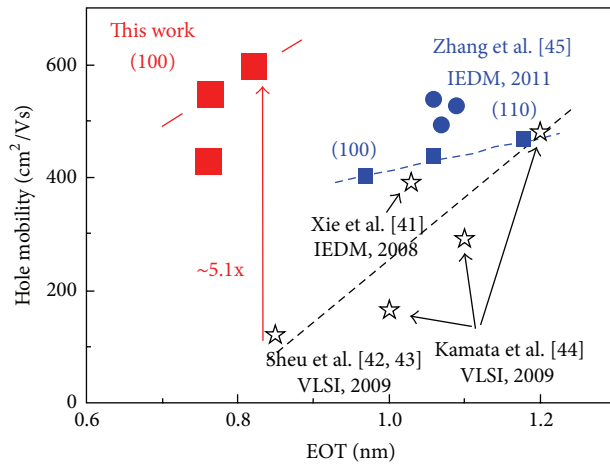 This work
(100)
Zhang et al. [45]
IEDM, 2011
(110)
(100)
Xie et al. [41]
IEDM, 2008
~5.1x
Sheu et al. [42, 43]
VLSI, 2009
Kamata et al. [44]
VLSI, 2009
Hole mobility (cm²/Vs)
600
400
200
0
0.6 0.8 1.0 1.2
EOT (nm)